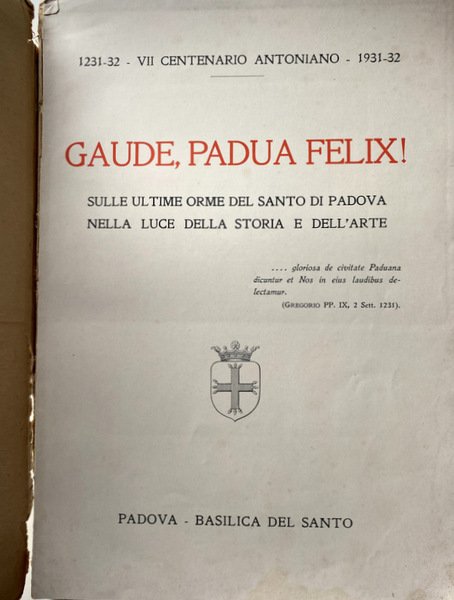 1231-32 - VII CENTENARIO ANTONIANO - 1931-32
GAUDE, PADUA FELIX!
SULLE ULTIME ORME DEL SANTO DI PADOVA
NELLA LUCE DELLA STORIA E DELL'ARTE
.... gloriosa de civitate Paduana
dicuntur et Nos in eius laudibus de-
lectamur.
(GREGORIO PP. IX, 2 Sett. 1231).
PADOVA - BASILICA DEL SANTO